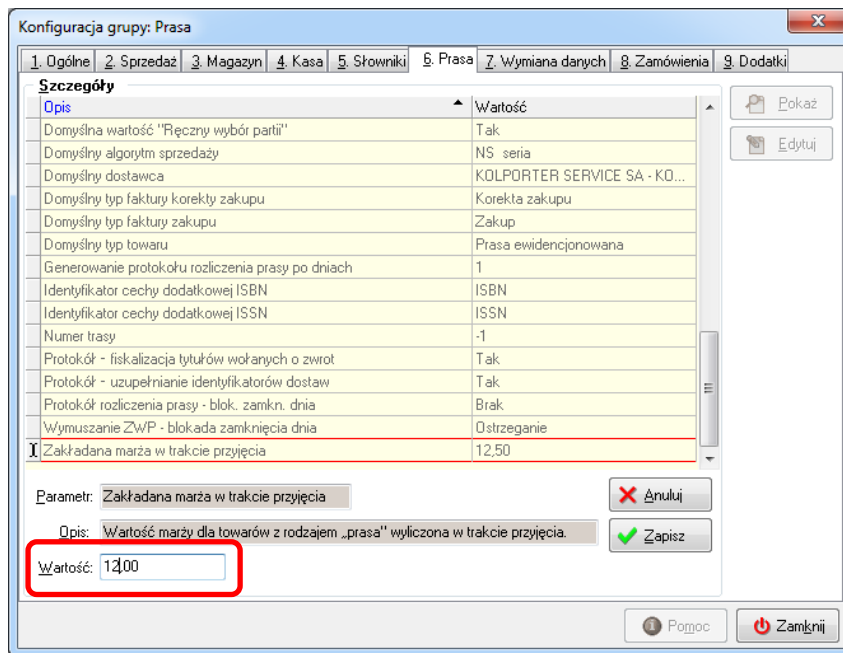 Konfiguracja grupy: Prasa
1. Ogólne 2. Sprzedaż 3. Magazyn 4. Kasa 5. Słowniki 6. Prasa 7. Wymiana danych 8. Zamówienia 9. Dodatki
Szczegóły
Opis Wartość
Pokaż
Domyślna wartość "Ręczny wybór partii" Tak
Edytuj
Domyślny algorytm sprzedaży NS seria
Domyślny dostawca KOLPORTER SERVICE SA - KO...
Domyślny typ faktury korekty zakupu Korekta zakupu
Domyślny typ faktury zakupu Zakup
Domyślny typ towaru Prasa ewidencjonowana
Generowanie protokołu rozliczenia prasy po dniach 1
Identyfikator cechy dodatkowej ISBN ISBN
Identyfikator cechy dodatkowej ISSN ISSN
Numer trasy -1
Protokół - fiskalizacja tytułów wołanych o zwrot Tak
Protokół - uzupełnianie identyfikatorów dostaw Tak
Protokół rozliczenia prasy - blok. zamkn. dnia Brak
Wymuszanie ZWP - blokada zamknięcia dnia Ostrzeganie
Zakładana marża w trakcie przyjęcia 12,50
Parametr: Zakładana marża w trakcie przyjęcia Anuluj
Opis: Wartość marży dla towarów z rodzajem „prasa" wyliczona w trakcie przyjęcia. Zapisz
Wartość: 12,00
Pomoc Zamknij